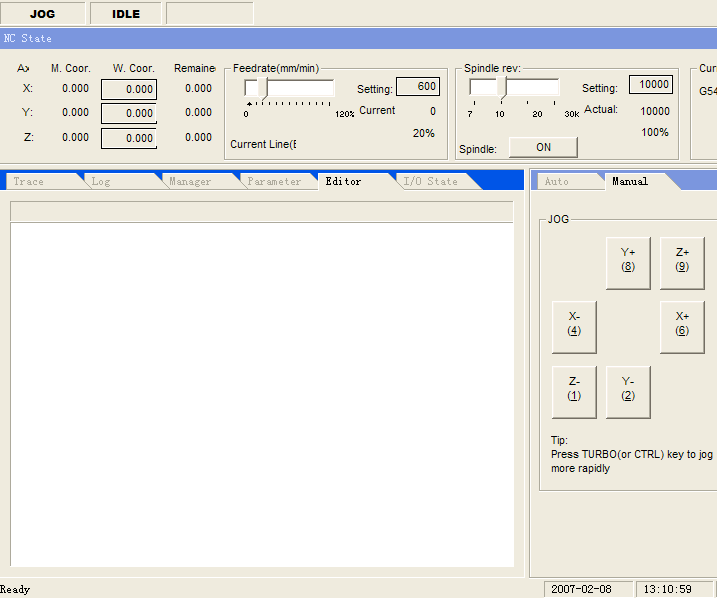 JOG IDLE
NC State
Ax M. Coor. W. Coor. Remaine
X: 0.000 0.000 0.000
Y: 0.000 0.000 0.000
Z: 0.000 0.000 0.000
Feedrate(mm/min)
Setting: 600
0 120% Current 0
20%
Current Line(E
Spindle rev:
Setting: 10000
7 10 20 30k Actual: 10000
100%
Spindle: ON
Cur
G54
Trace Log Manager Parameter Editor I/O State
Auto Manual
JOG
Y+
(8)
Z+
(9)
X-
(4)
X+
(6)
Z-
(1)
Y-
(2)
Tip:
Press TURBO(or CTRL) key to jog
more rapidly
Ready 2007-02-08 13:10:59